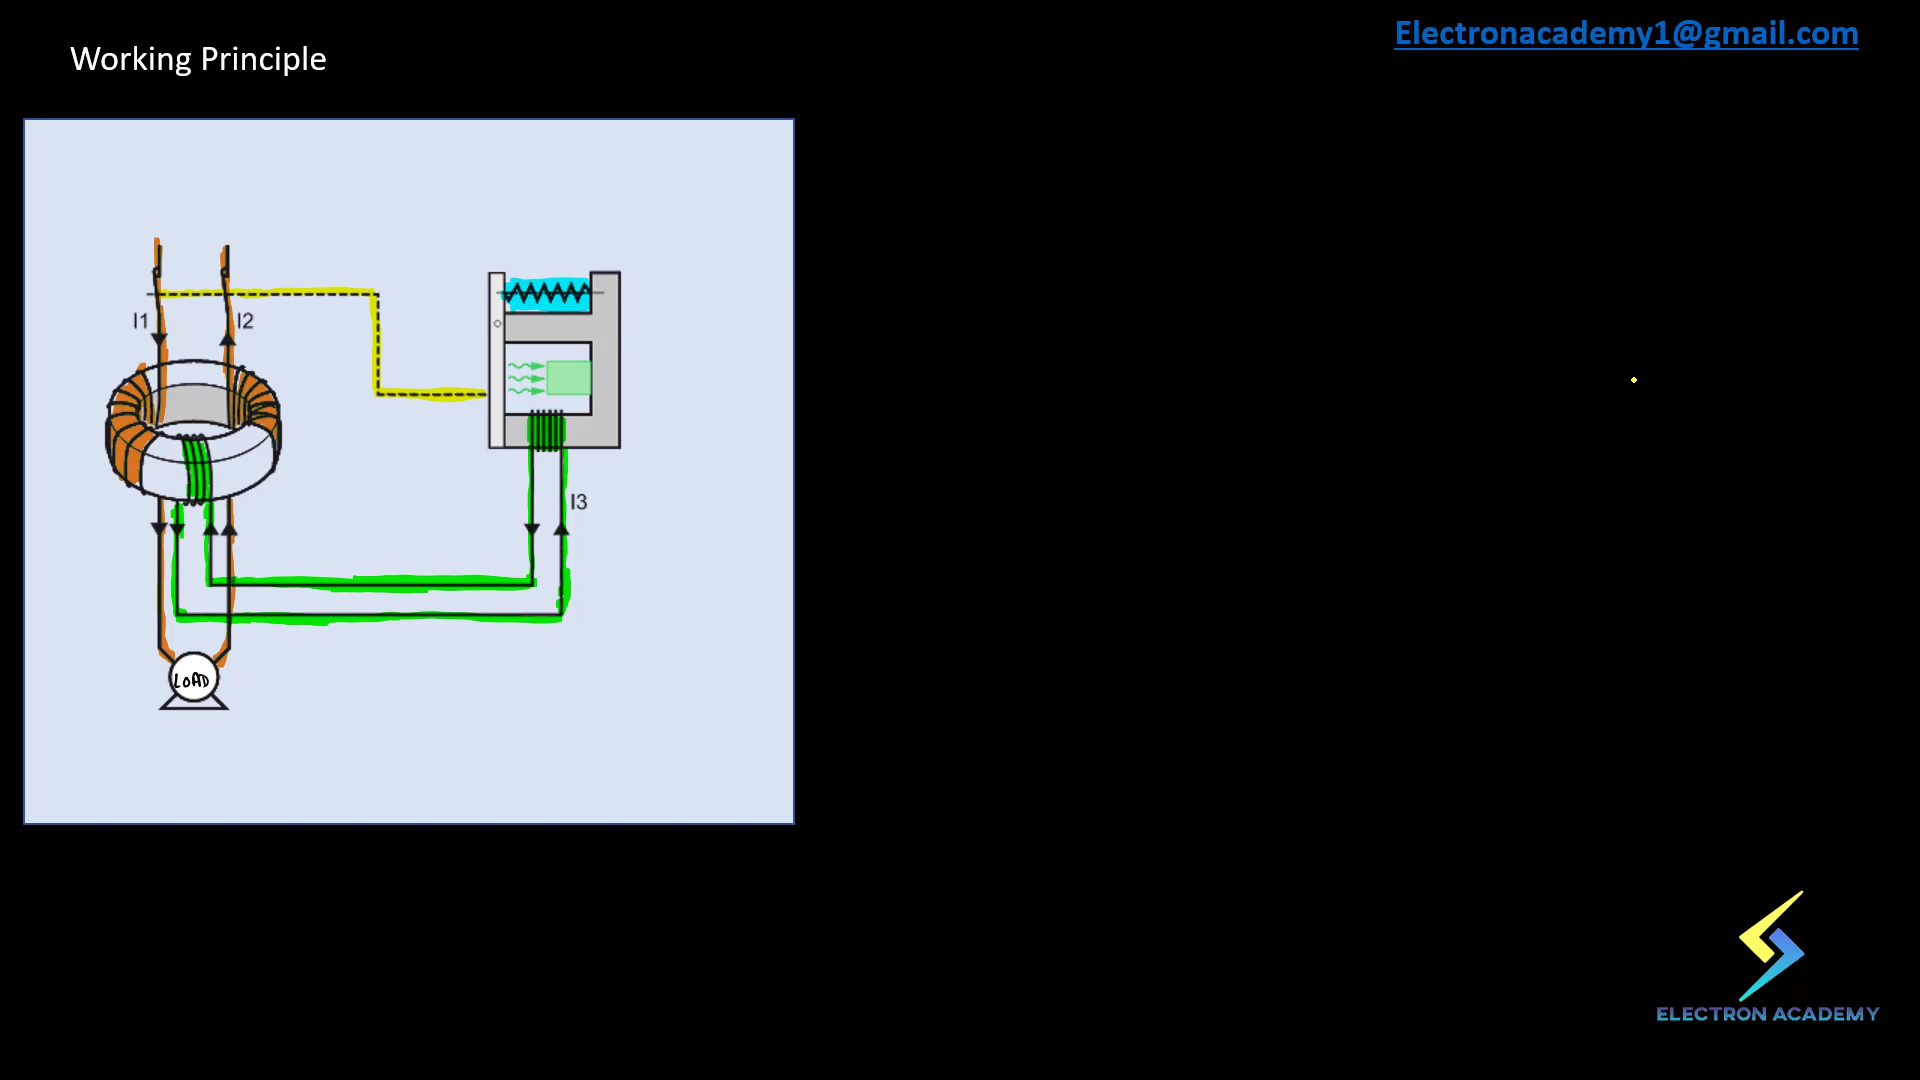 Electronacademy1@gmail.com
Working Principle
I1
I2
I3
LOAD
ELECTRON ACADEMY